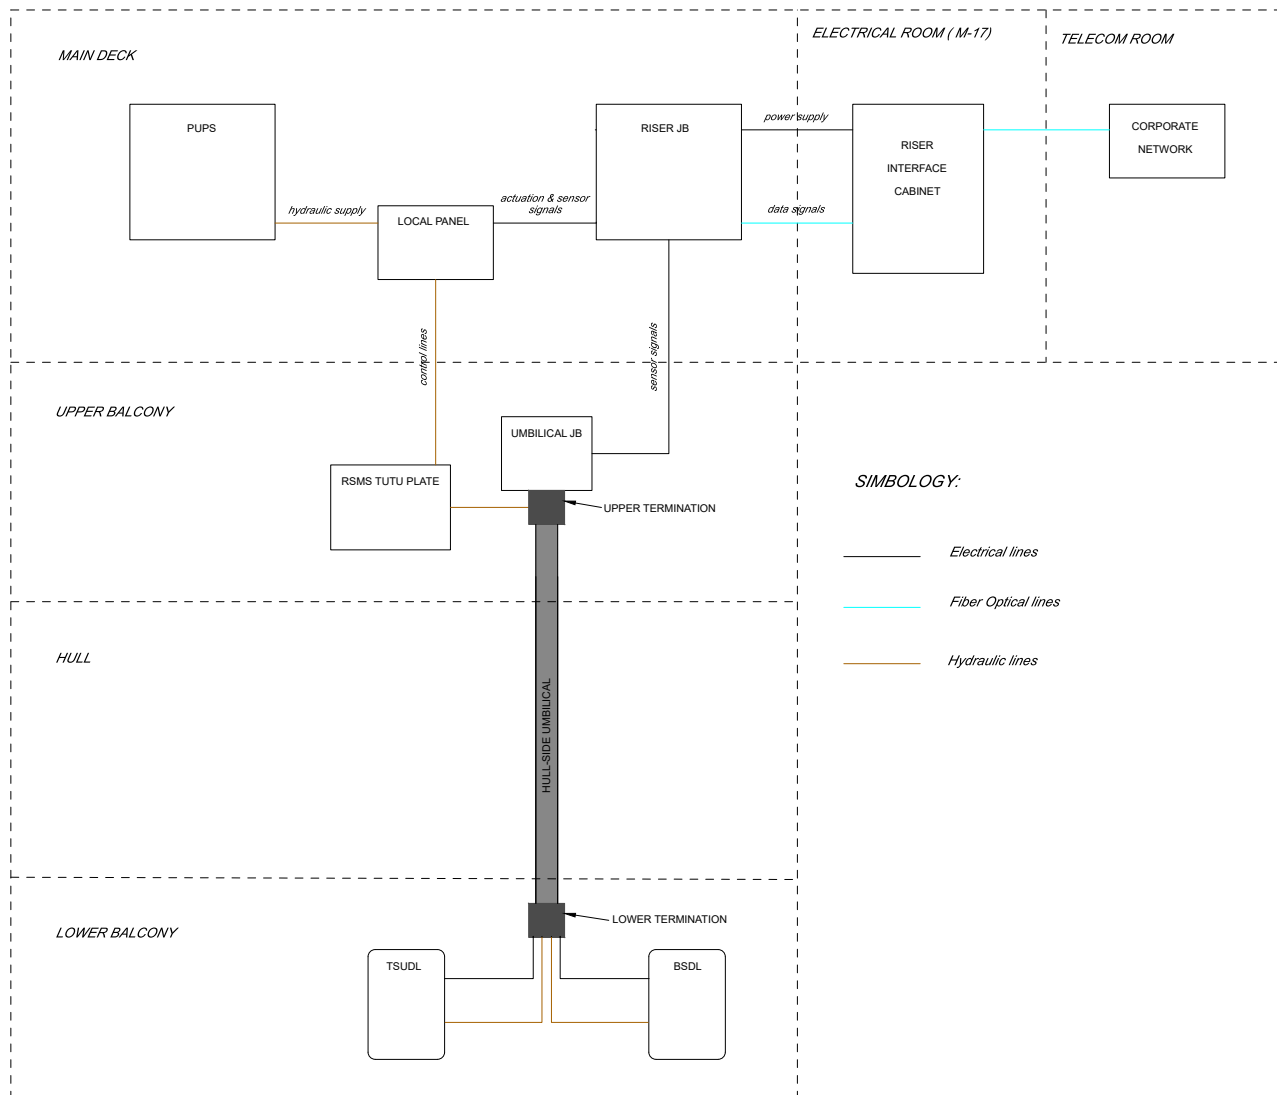 ELECTRICAL ROOM ( M-17)
TELECOM ROOM
MAIN DECK
PUPS
RISER JB
power supply
RISER
INTERFACE
CABINET
CORPORATE
NETWORK
hydraulic supply
LOCAL PANEL
actuation & sensor
signals
data signals
control lines
sensor signals
UPPER BALCONY
UMBILICAL JB
RSMS TUTU PLATE
UPPER TERMINATION
SIMBOLOGY:
Electrical lines
Fiber Optical lines
Hydraulic lines
HULL
HULL-SIDE UMBILICAL
LOWER BALCONY
LOWER TERMINATION
TSUDL
BSDL